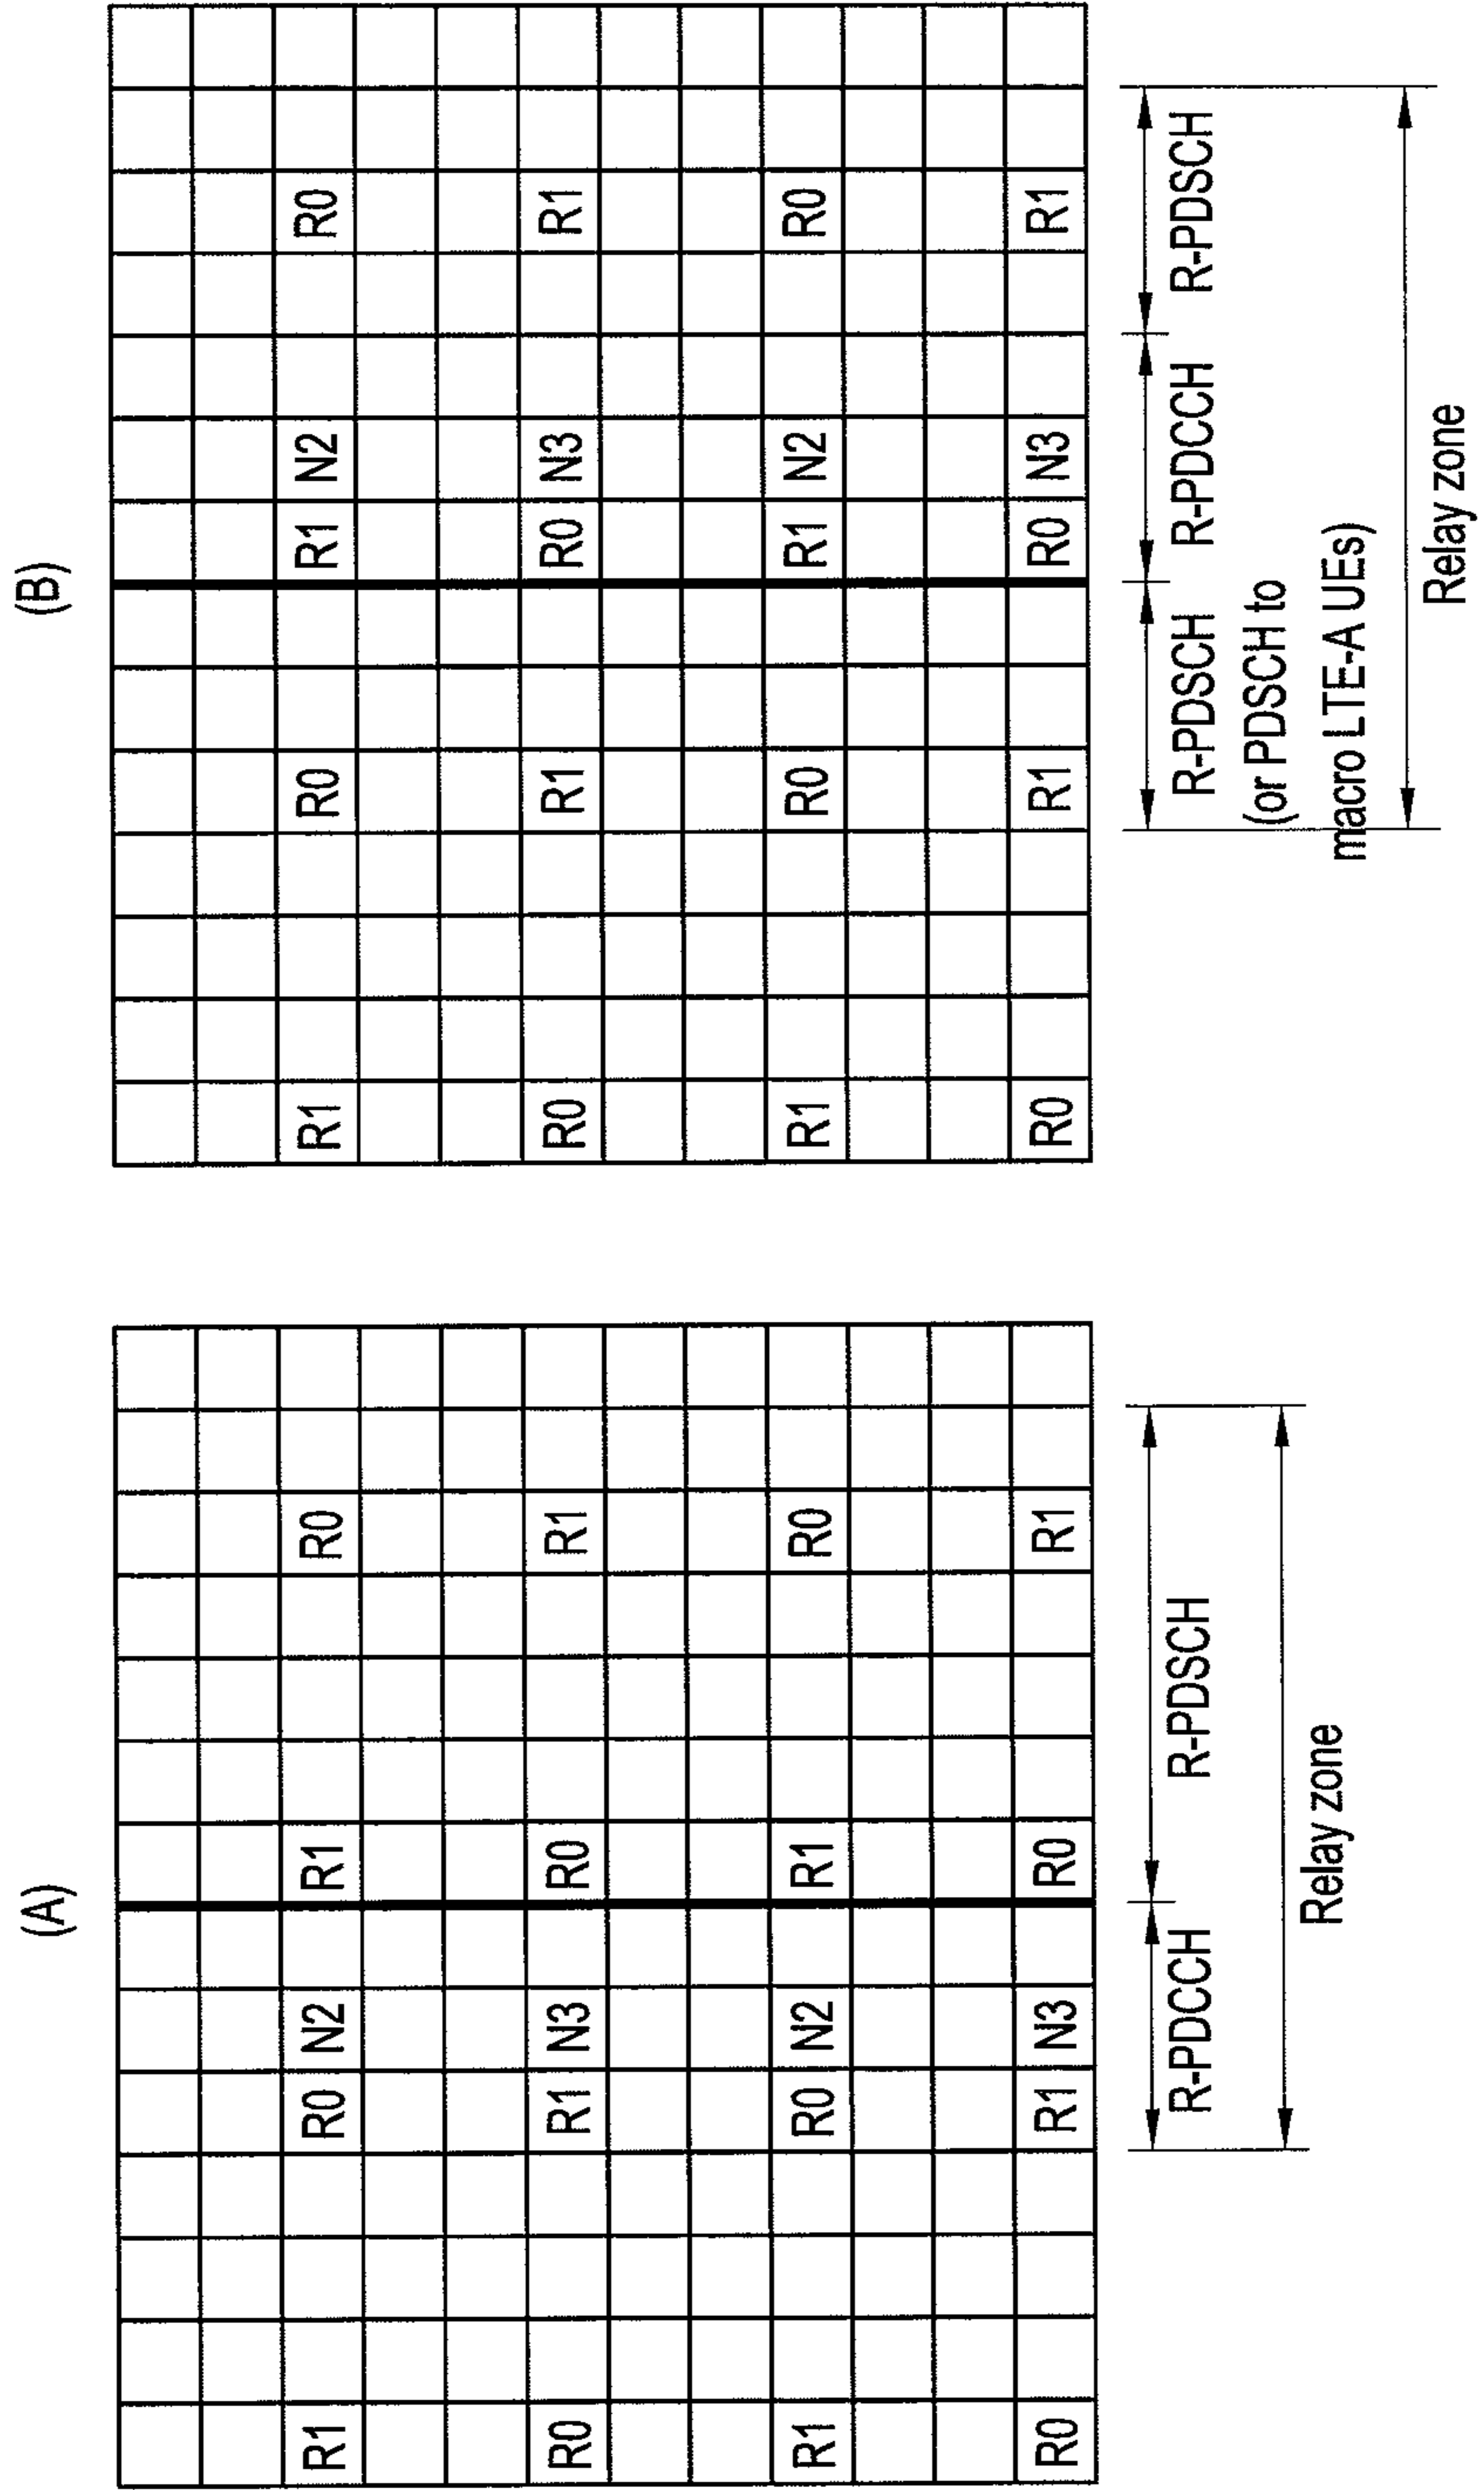 (A)
R1 R0 N2 R1 R0
R0 R1 N3 R0 R1
R1 R0 N2 R1 R0
R0 R1 N3 R0 R1
R-PDCCH R-PDSCH
Relay zone
(B)
R1 R0 R1 N2 R0
R0 R1 R0 N3 R1
R1 R0 R1 N2 R0
R0 R1 R0 N3 R1
R-PDSCH R-PDCCH R-PDSCH
(or PDSCH to
macro LTE-A UEs)
Relay zone